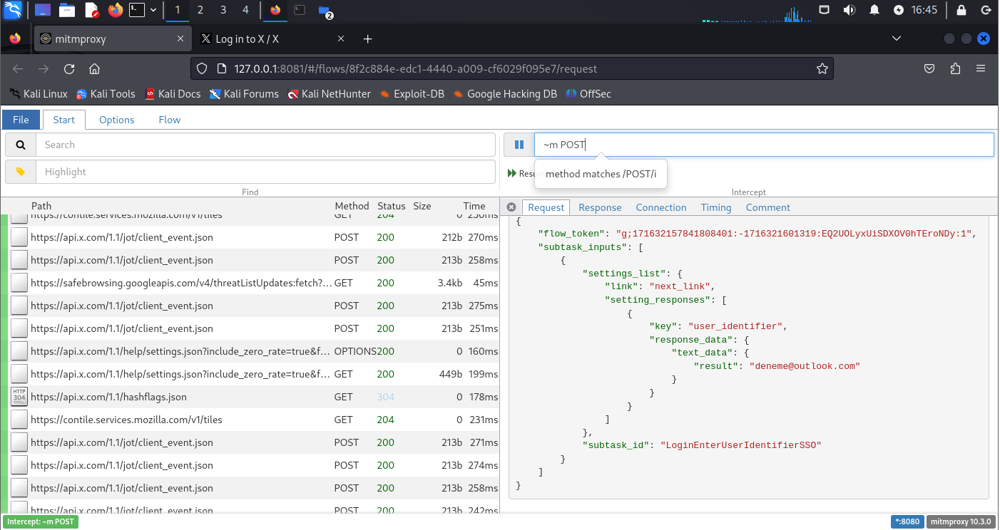 1 2 3 4 2 16:45
mitmproxy × Log in to X / X × +
127.0.0.1:8081/#/flows/8f2c884e-edc1-4440-a009-cf6029f095e7/request
Kali Linux Kali Tools Kali Docs Kali Forums Kali NetHunter Exploit-DB Google Hacking DB OffSec
File Start Options Flow
Search ~m POST
Highlight Resu method matches /POST/i
Find Intercept
Path Method Status Size Time Request Response Connection Timing Comment
https://contile.services.mozilla.com/v1/tiles GET 204 0 230ms
https://api.x.com/1.1/jot/client_event.json POST 200 212b 270ms
https://api.x.com/1.1/jot/client_event.json POST 200 213b 258ms
https://safebrowsing.googleapis.com/v4/threatListUpdates:fetch?... GET 200 3.4kb 45ms
https://api.x.com/1.1/jot/client_event.json POST 200 213b 275ms
https://api.x.com/1.1/jot/client_event.json POST 200 213b 251ms
https://api.x.com/1.1/help/settings.json?include_zero_rate=true&f... OPTIONS 200 0 160ms
https://api.x.com/1.1/help/settings.json?include_zero_rate=true&f... GET 200 449b 199ms
HTTP 304 https://api.x.com/1.1/hashflags.json GET 304 0 178ms
https://contile.services.mozilla.com/v1/tiles GET 204 0 231ms
https://api.x.com/1.1/jot/client_event.json POST 200 213b 271ms
https://api.x.com/1.1/jot/client_event.json POST 200 213b 274ms
https://api.x.com/1.1/jot/client_event.json POST 200 213b 258ms
https://api.x.com/1.1/jot/client_event.json POST 200 213b 242ms
{
"flow_token": "g;171632157841808401:-1716321601319:EQ2UOLyxUiSDXOV0hTEroNDy:1",
"subtask_inputs": [
{
"settings_list": {
"link": "next_link",
"setting_responses": [
{
"key": "user_identifier",
"response_data": {
"text_data": {
"result": "deneme@outlook.com"
}
}
}
]
},
"subtask_id": "LoginEnterUserIdentifierSSO"
}
]
}
Intercept: ~m POST *:8080 mitmproxy 10.3.0